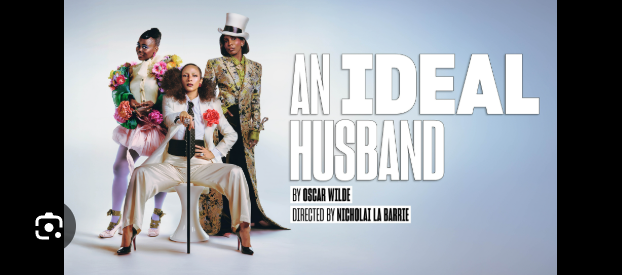 AN IDEAL
HUSBAND
BY OSCAR WILDE
DIRECTED BY NICHOLAI LA BARRIE